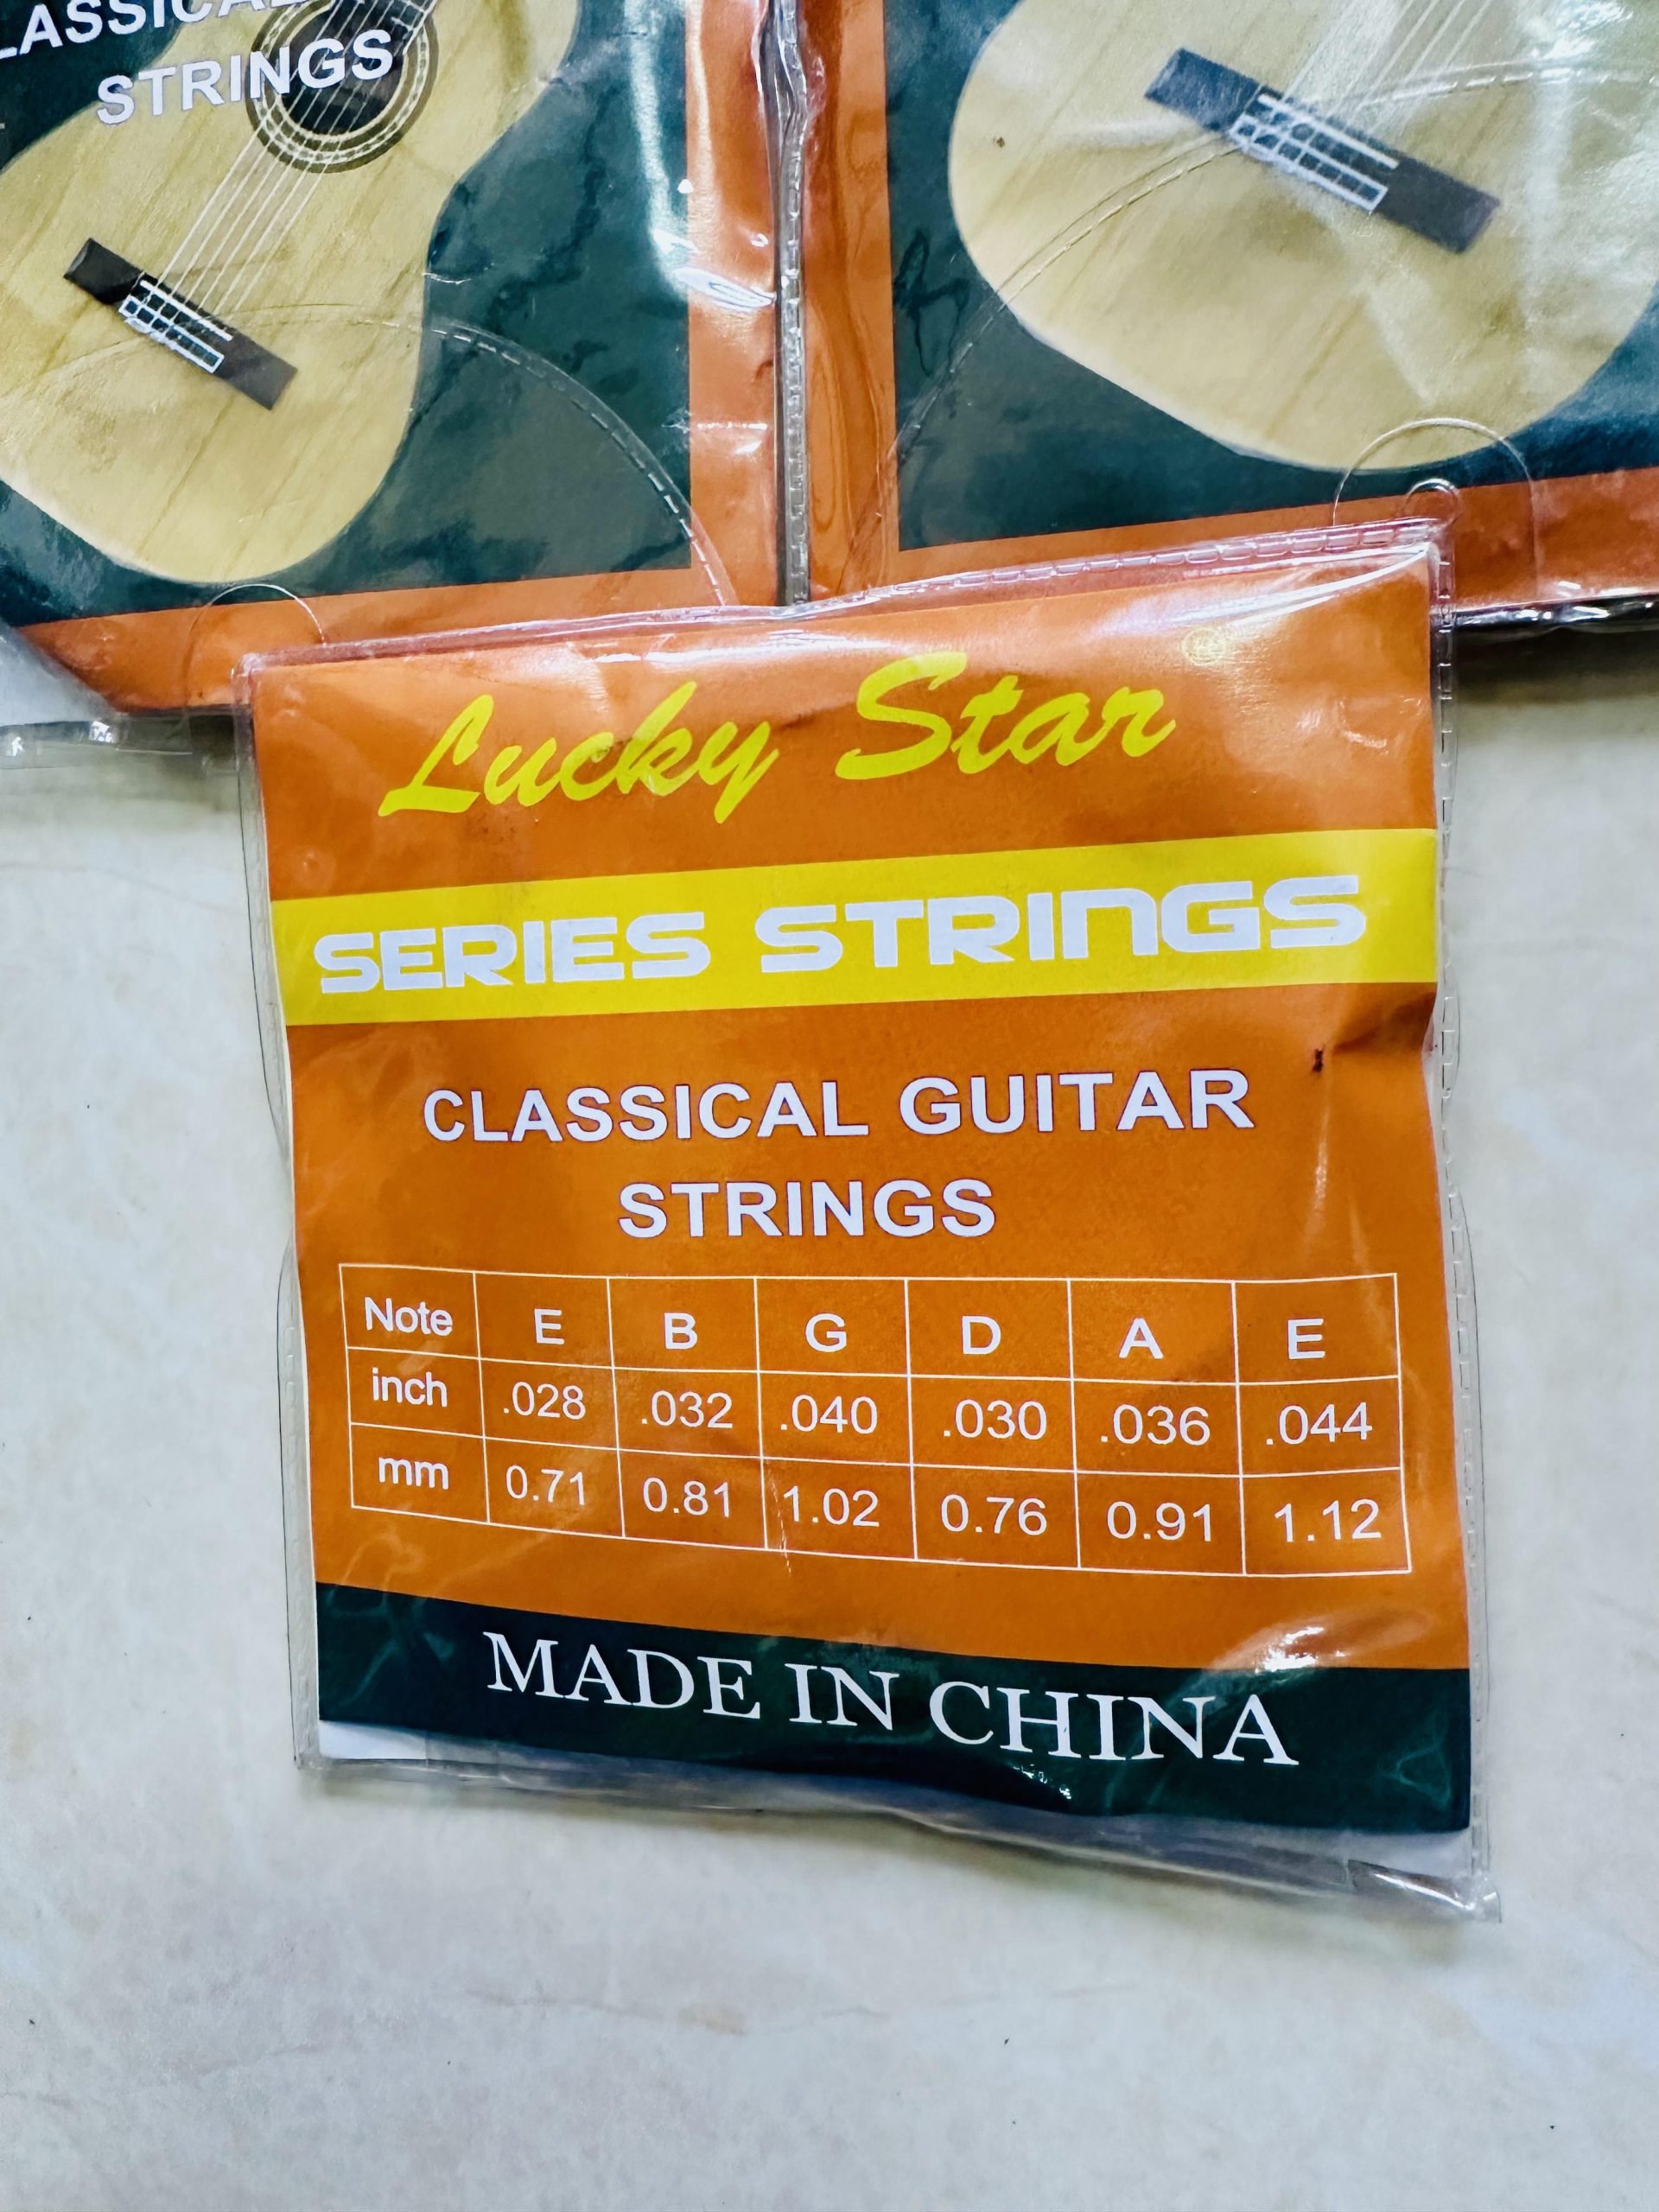 STRINGS
Lucky Star
SERIES STRINGS
CLASSICAL GUITAR
STRINGS
Note E B G D A E
inch .028 .032 .040 .030 .036 .044
mm 0.71 0.81 1.02 0.76 0.91 1.12
MADE IN CHINA